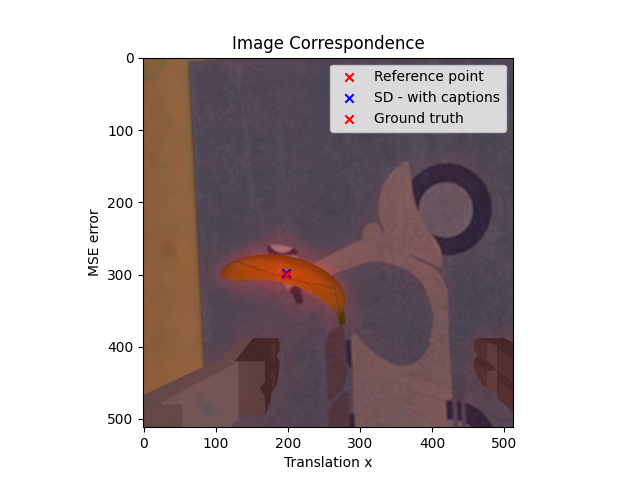 Image Correspondence
Reference point
SD - with captions
Ground truth
MSE error
0
100
200
300
400
500
0 100 200 300 400 500
Translation x